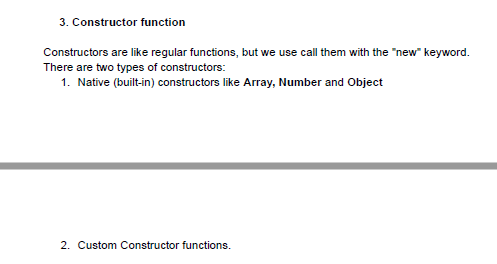 3. Constructor function
Constructors are like regular functions, but we use call them with the "new" keyword.
There are two types of constructors:
1. Native (built-in) constructors like Array, Number and Object
2. Custom Constructor functions.